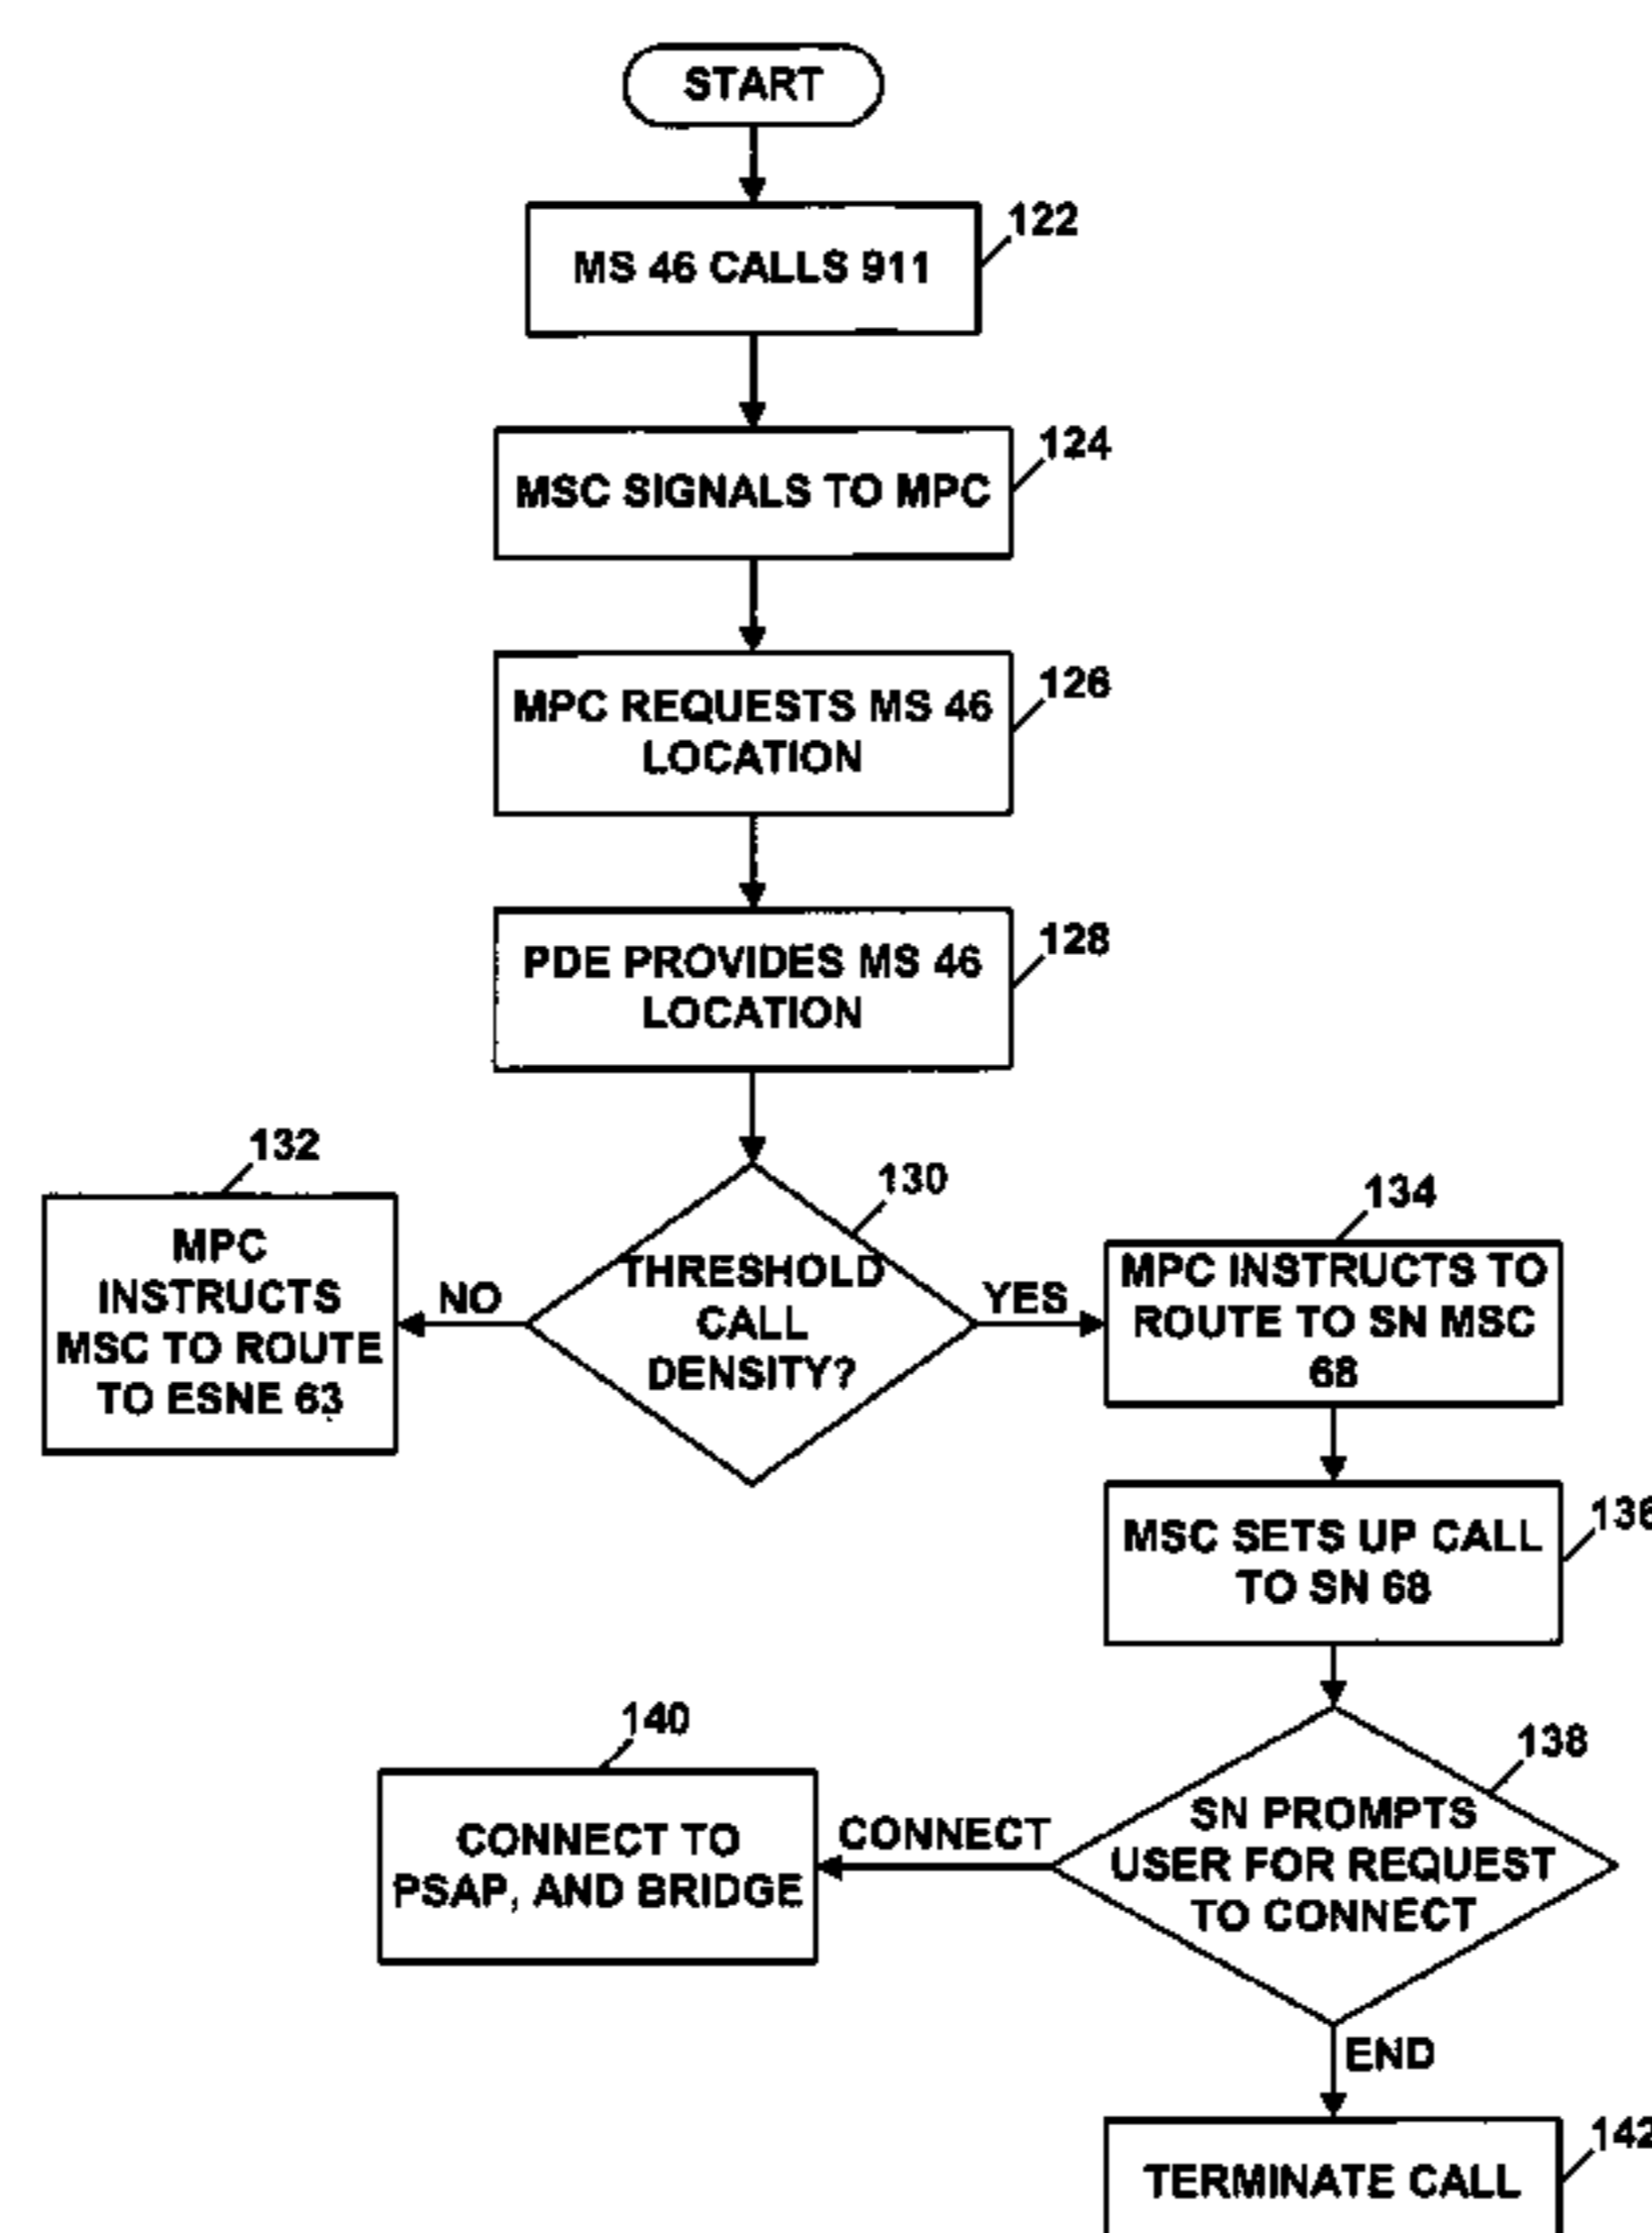 START
122
MS 46 CALLS 911
124
MSC SIGNALS TO MPC
126
MPC REQUESTS MS 46
LOCATION
128
PDE PROVIDES MS 46
LOCATION
132
MPC
INSTRUCTS
MSC TO ROUTE
TO ESNE 63
NO
130
THRESHOLD
CALL
DENSITY?
YES
134
MPC INSTRUCTS TO
ROUTE TO SN MSC
68
136
MSC SETS UP CALL
TO SN 68
140
CONNECT TO
PSAP, AND BRIDGE
CONNECT
138
SN PROMPTS
USER FOR REQUEST
TO CONNECT
END
142
TERMINATE CALL